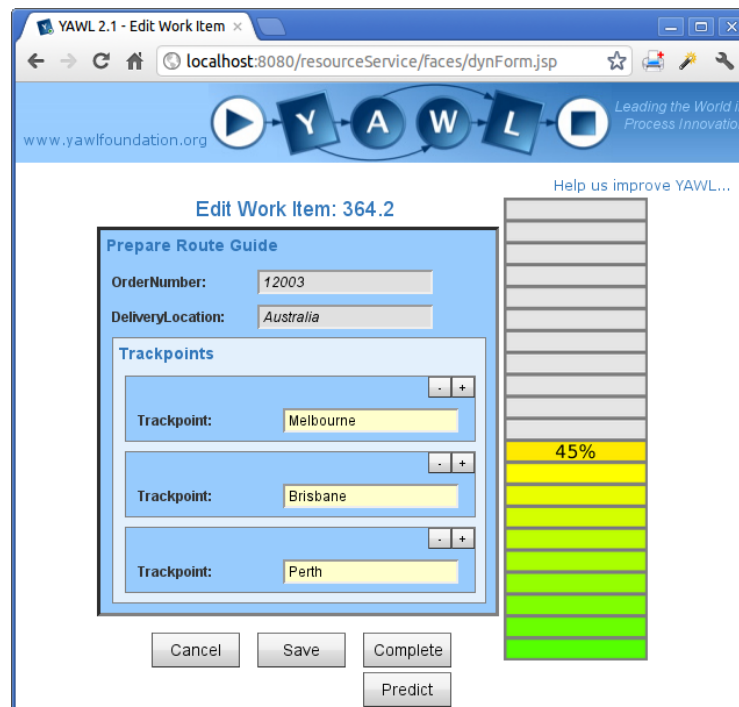 YAWL 2.1 - Edit Work Item ×
localhost:8080/resourceService/faces/dynForm.jsp
www.yawlfoundation.org
Y A W L
Leading the World
Process
Help us improve YAWL...
Edit Work Item: 364.2
Prepare Route Guide
OrderNumber: 12003
DeliveryLocation: Australia
Trackpoints
- +
Trackpoint: Melbourne
- +
Trackpoint: Brisbane
- +
Trackpoint: Perth
45%
Cancel Save Complete
Predict